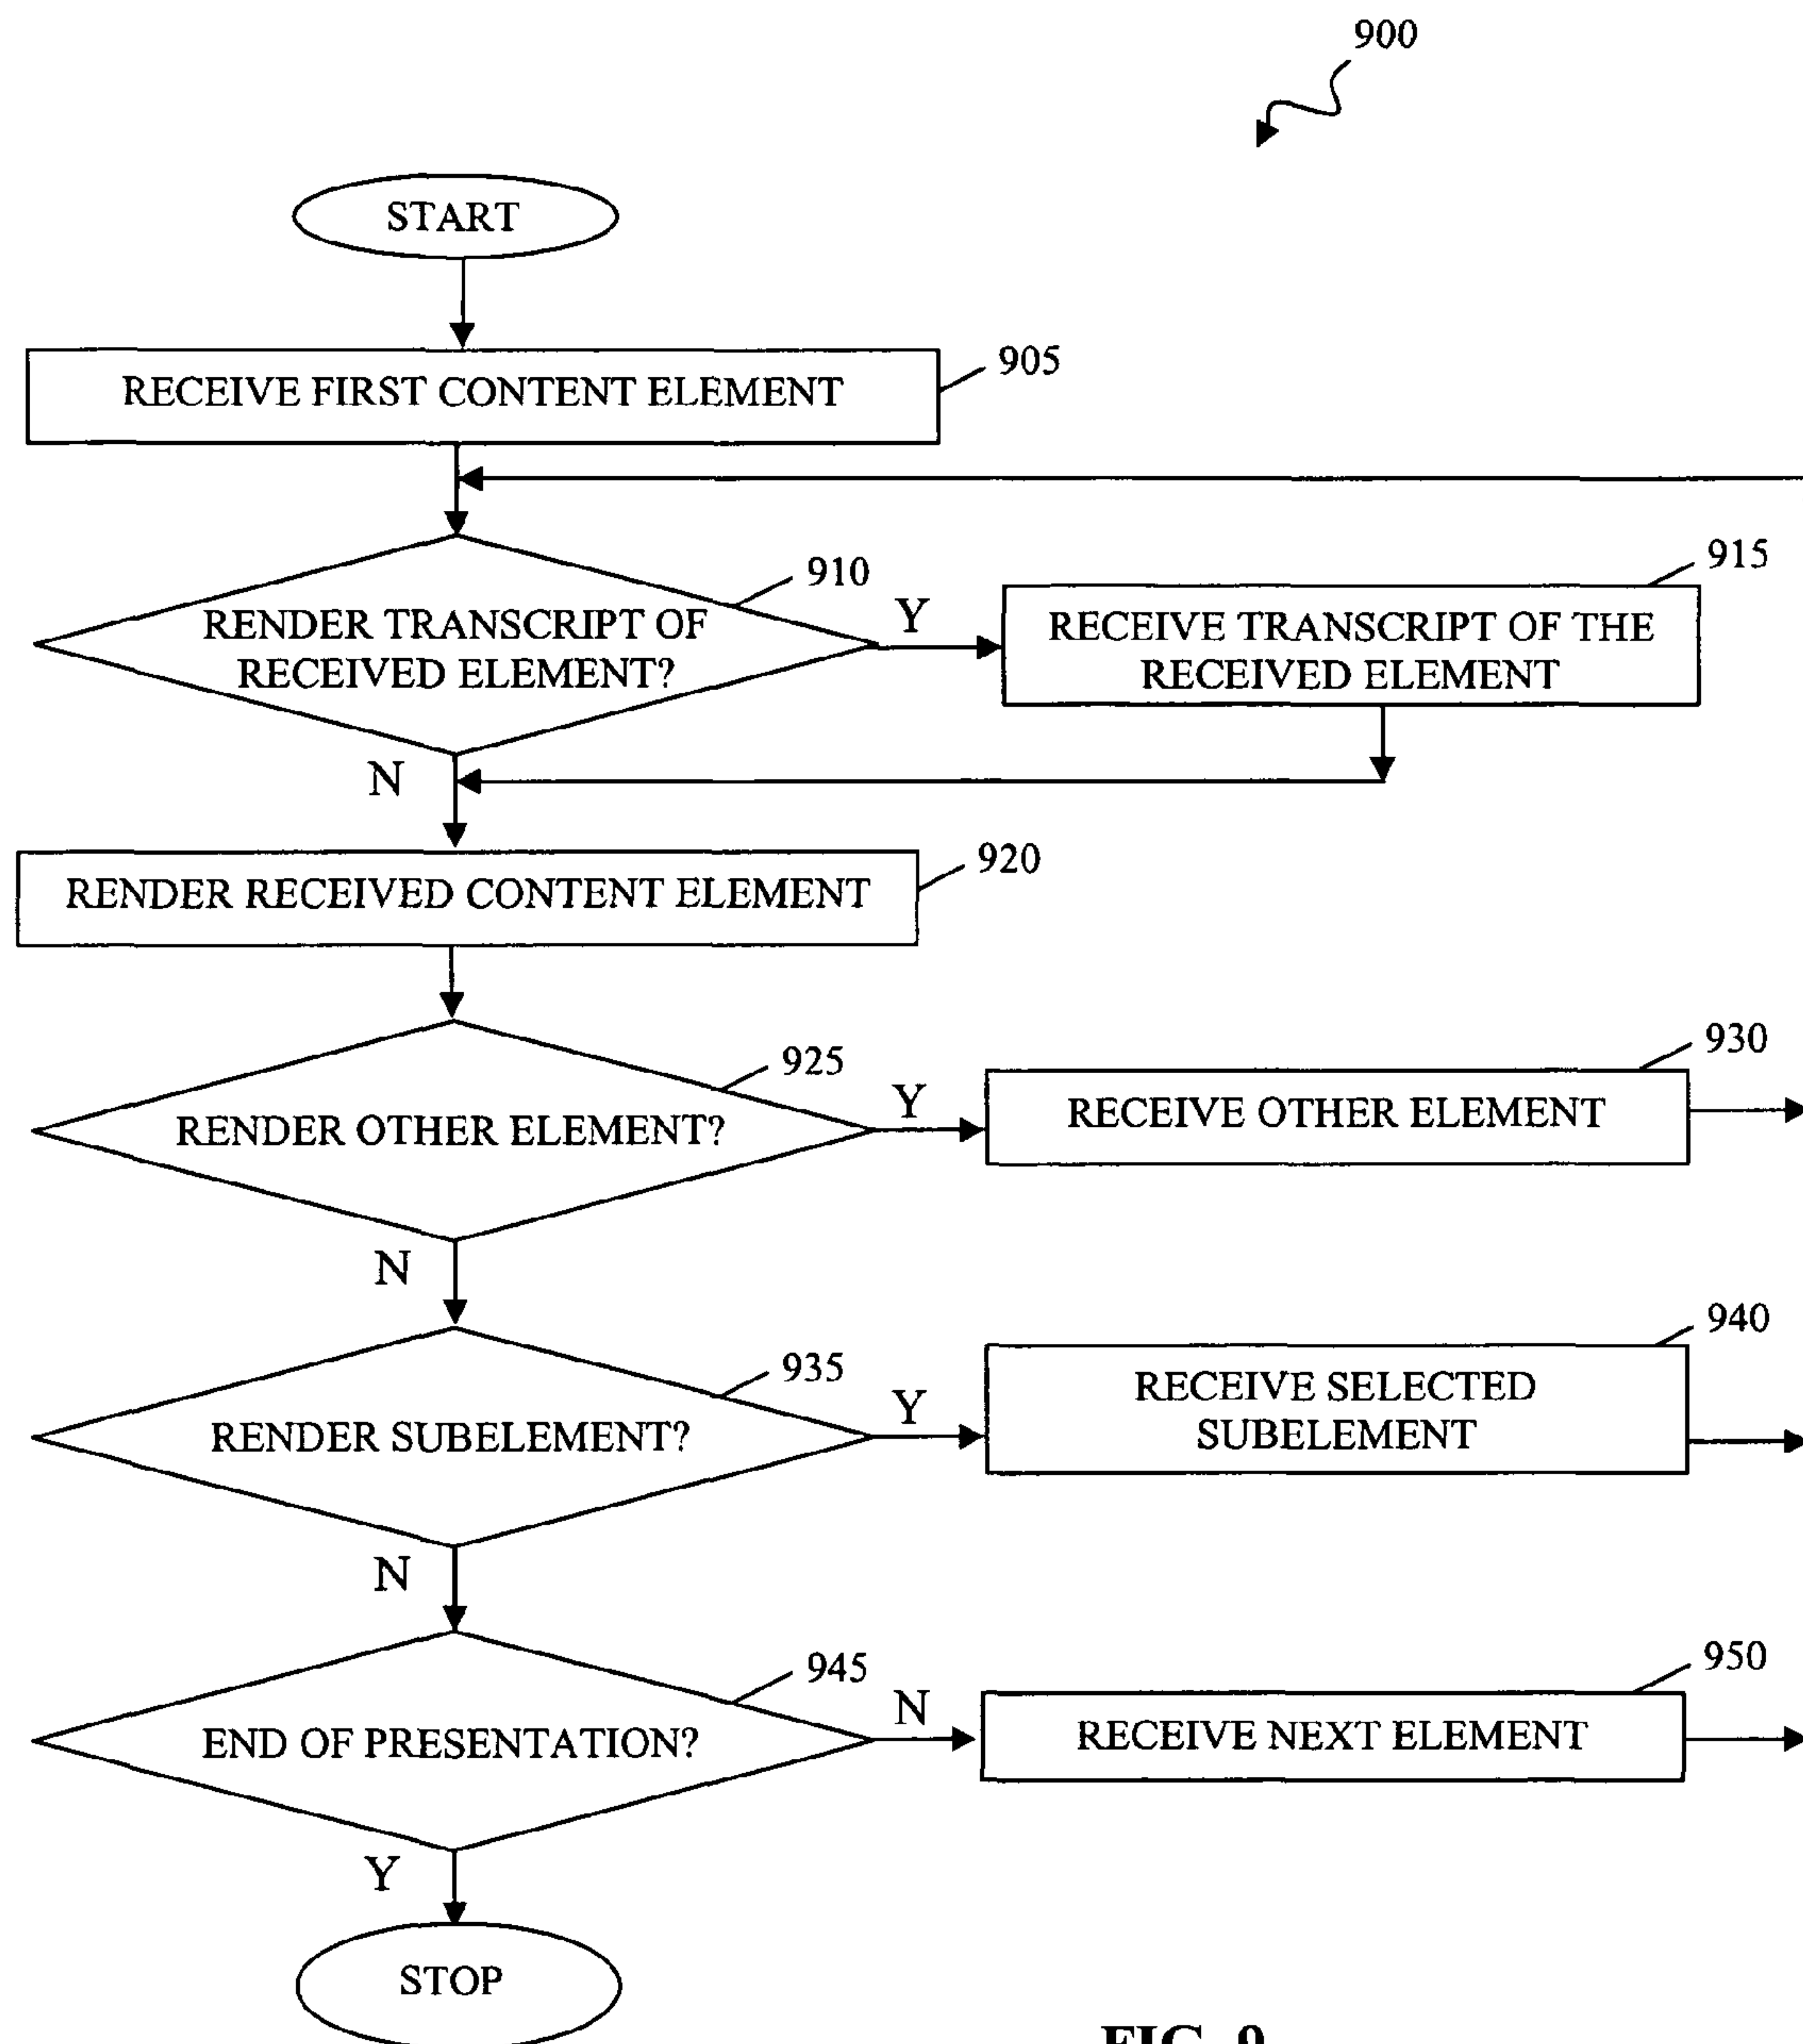 900
START
RECEIVE FIRST CONTENT ELEMENT
905
910
RENDER TRANSCRIPT OF
RECEIVED ELEMENT?
Y
915
RECEIVE TRANSCRIPT OF THE
RECEIVED ELEMENT
N
RENDER RECEIVED CONTENT ELEMENT
920
925
RENDER OTHER ELEMENT?
Y
930
RECEIVE OTHER ELEMENT
N
935
RENDER SUBELEMENT?
Y
940
RECEIVE SELECTED
SUBELEMENT
N
945
END OF PRESENTATION?
N
950
RECEIVE NEXT ELEMENT
Y
STOP
FIG. 9